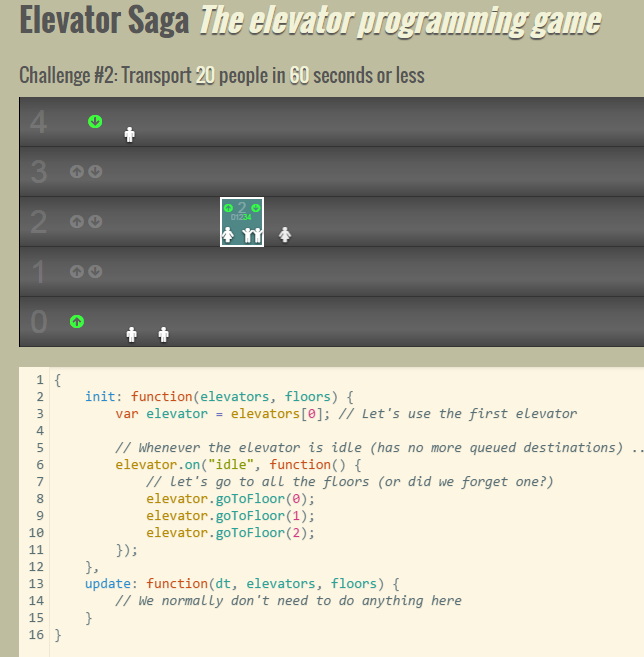 Elevator Saga The elevator programming game
Challenge #2: Transport 20 people in 60 seconds or less
4
3
2
2
01234
1
0
1 {
2 init: function(elevators, floors) {
3 var elevator = elevators[0]; // Let's use the first elevator
4
5 // Whenever the elevator is idle (has no more queued destinations) ..
6 elevator.on("idle", function() {
7 // let's go to all the floors (or did we forget one?)
8 elevator.goToFloor(0);
9 elevator.goToFloor(1);
10 elevator.goToFloor(2);
11 });
12 },
13 update: function(dt, elevators, floors) {
14 // We normally don't need to do anything here
15 }
16 }